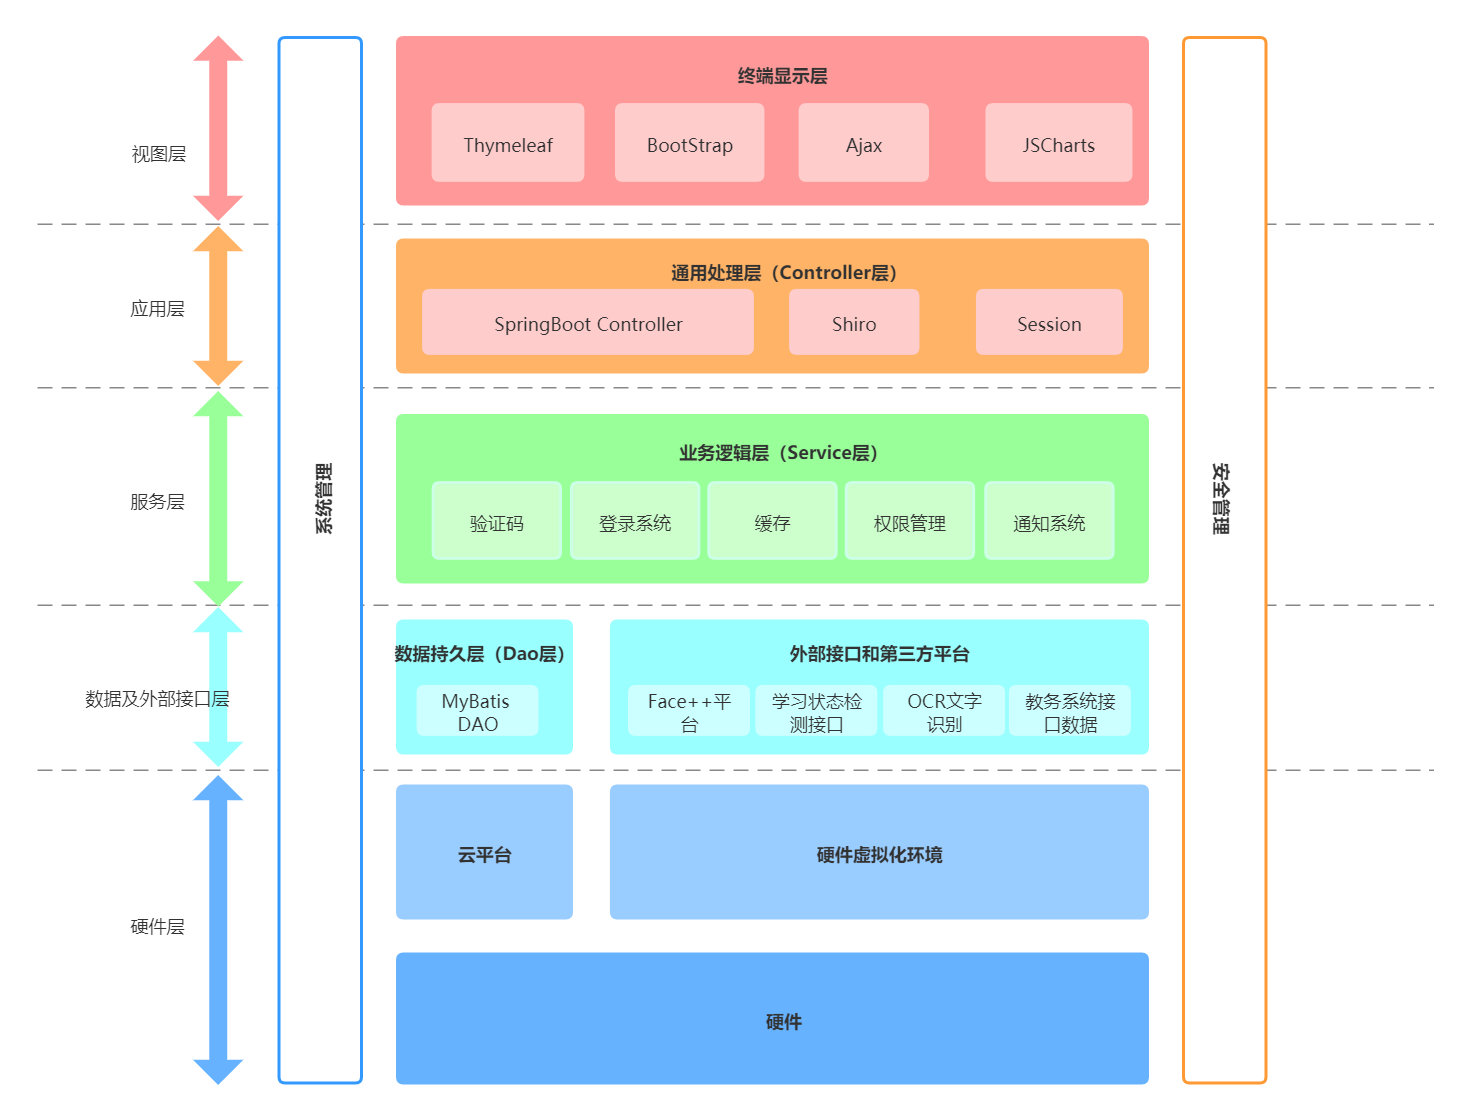 终端显示层
Thymeleaf
BootStrap
Ajax
JSCharts
视图层
通用处理层（Controller层）
SpringBoot Controller
Shiro
Session
应用层
业务逻辑层（Service层）
验证码
登录系统
缓存
权限管理
通知系统
服务层
系统管理
安全管理
数据持久层（Dao层）
MyBatis
DAO
外部接口和第三方平台
Face++平
台
学习状态检
测接口
OCR文字
识别
教务系统接
口数据
数据及外部接口层
云平台
硬件虚拟化环境
硬件层
硬件